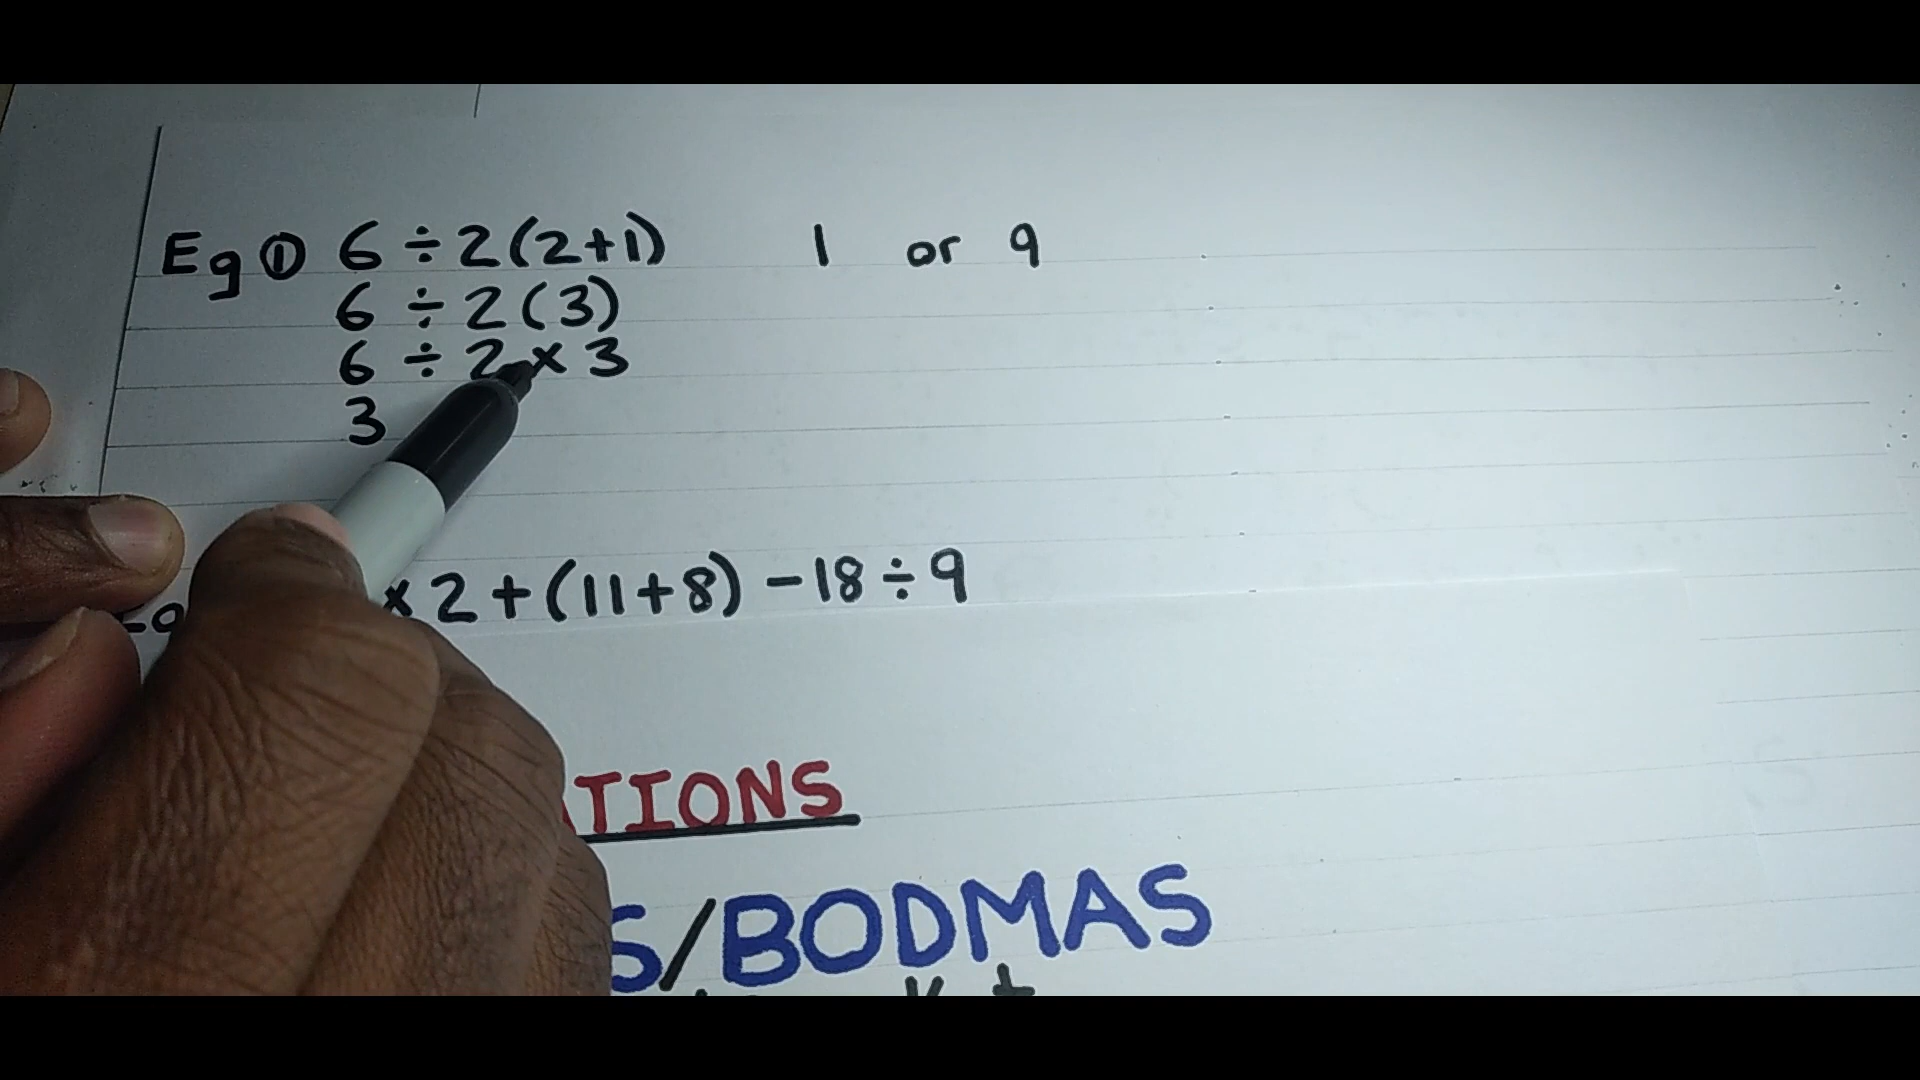 Eg ① 6 ÷ 2(2+1) 1 or 9
6 ÷ 2(3)
6 ÷ 2 × 3
3
× 2 + (11+8) - 18 ÷ 9
ATIONS
S/BODMAS